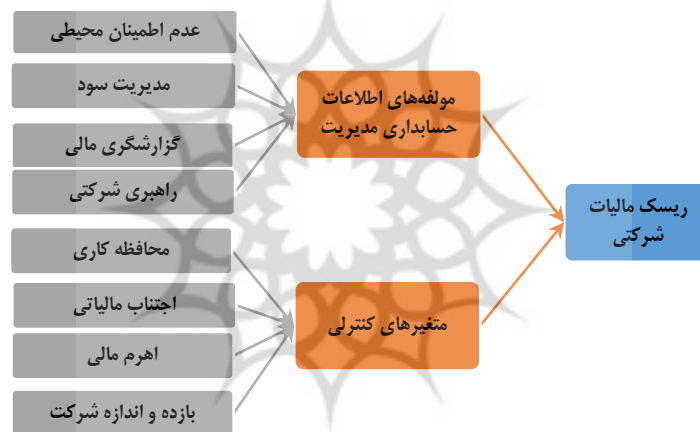 عدم اطمینان محیطی
مدیریت سود
گزارشگری مالی
راهبری شرکتی
مولفه‌های اطلاعات
حسابداری مدیریت
ریسک مالیات
شرکتی
محافظه کاری
اجتناب مالیاتی
اهرم مالی
بازده و اندازه شرکت
متغیرهای کنترلی